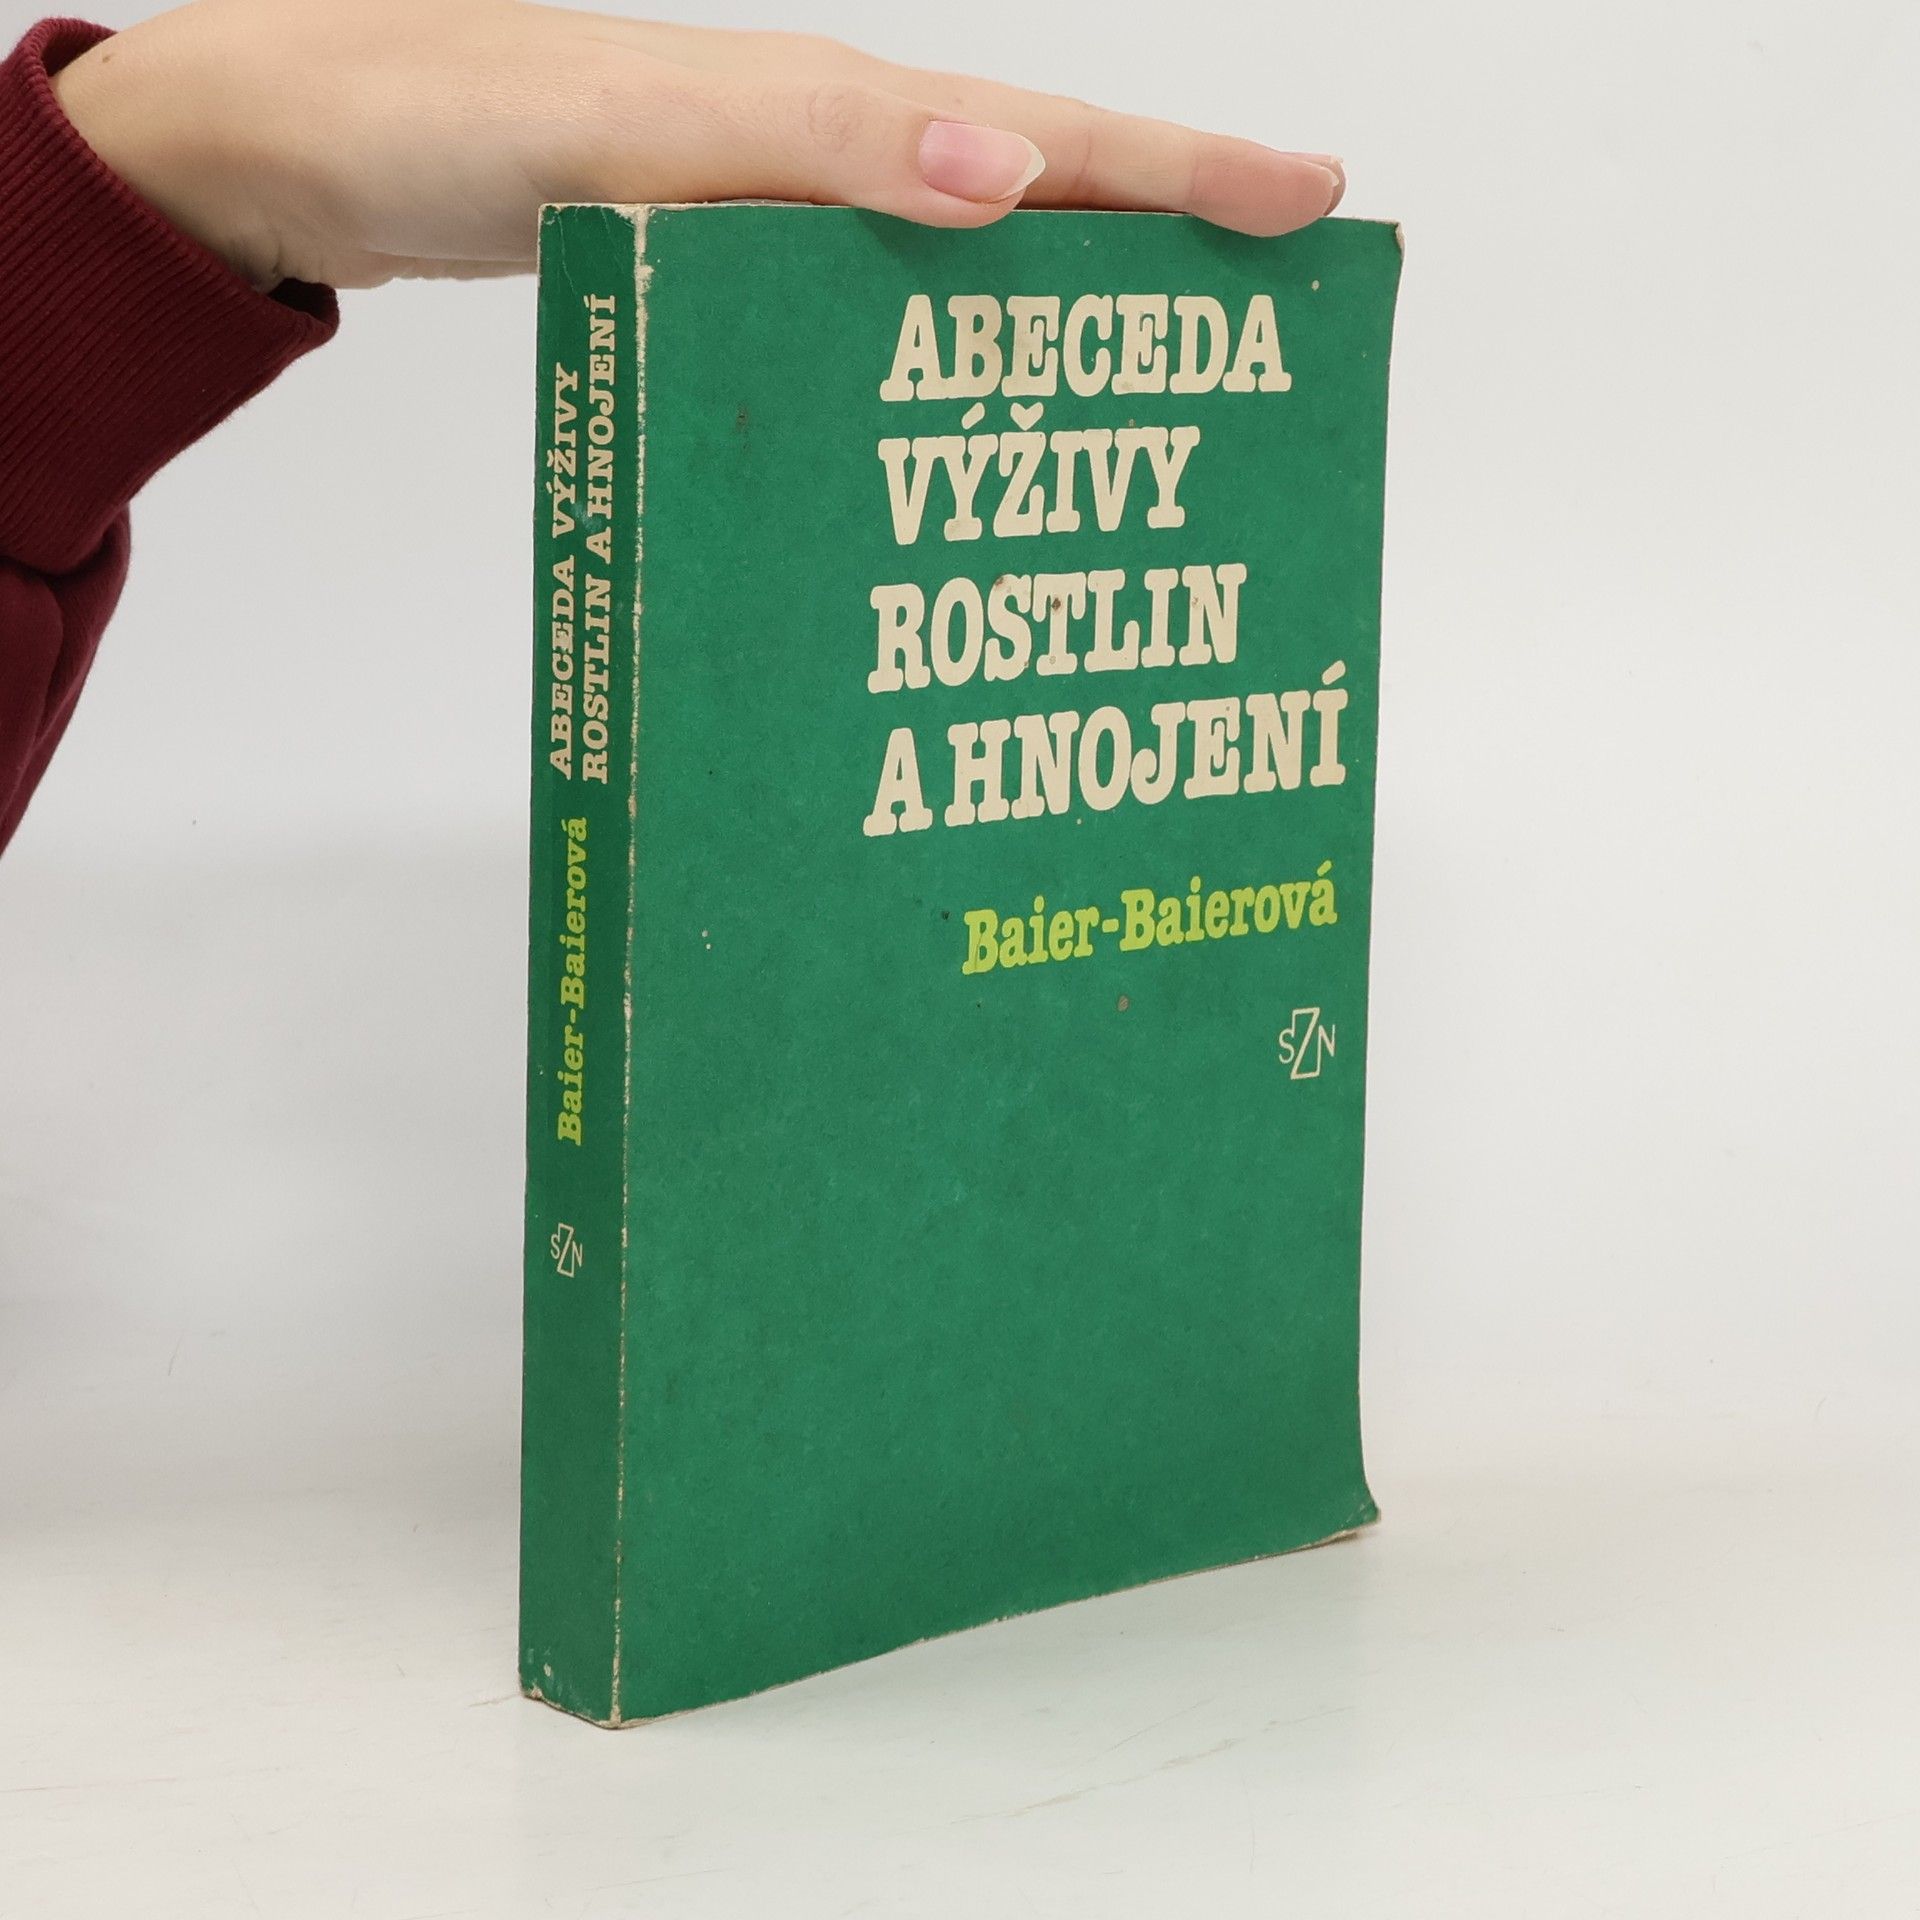 ABECEDA
VÝŽIVY
ROSTLIN
A HNOJENÍ
Baier-Baierová
SZN
ABECEDA VÝŽIVY
ROSTLIN A HNOJENÍ
Baier-Baierová
SZN